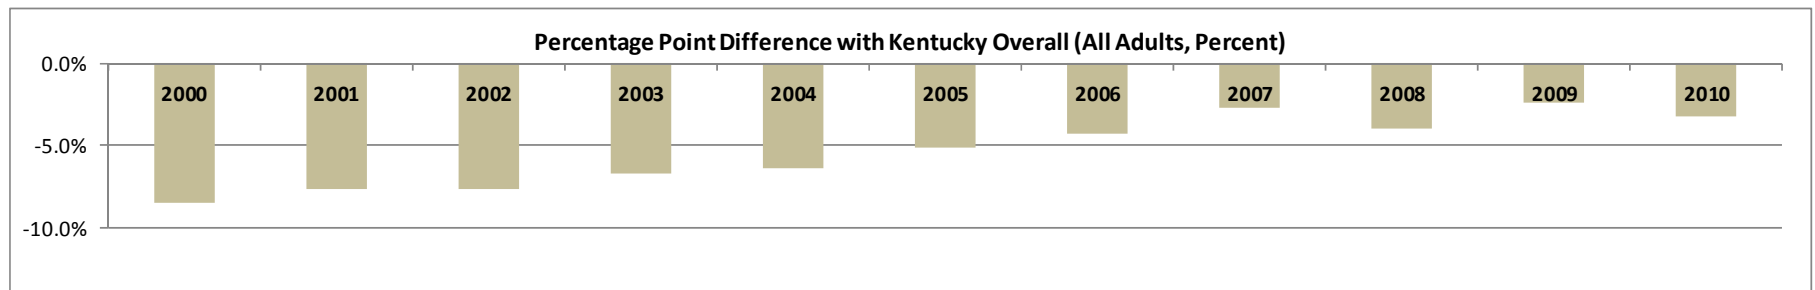 Percentage Point Difference with Kentucky Overall (All Adults, Percent)
0.0%
2000 2001 2002 2003 2004 2005 2006 2007 2008 2009 2010
-5.0%
-10.0%